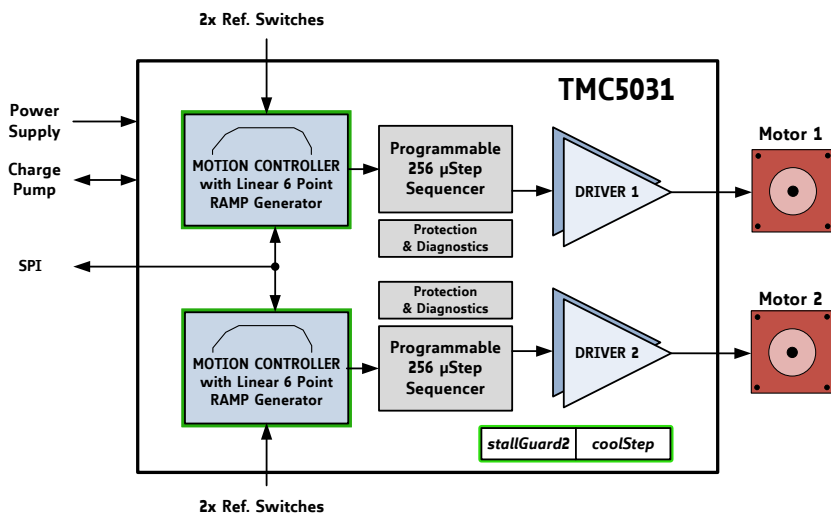 2x Ref. Switches
TMC5031
Power
Supply
Charge
Pump
SPI
MOTION CONTROLLER
with Linear 6 Point
RAMP Generator
Programmable
256 µStep
Sequencer
Protection
& Diagnostics
DRIVER 1
Motor 1
Protection
& Diagnostics
MOTION CONTROLLER
with Linear 6 Point
RAMP Generator
Programmable
256 µStep
Sequencer
DRIVER 2
Motor 2
stallGuard2
coolStep
2x Ref. Switches